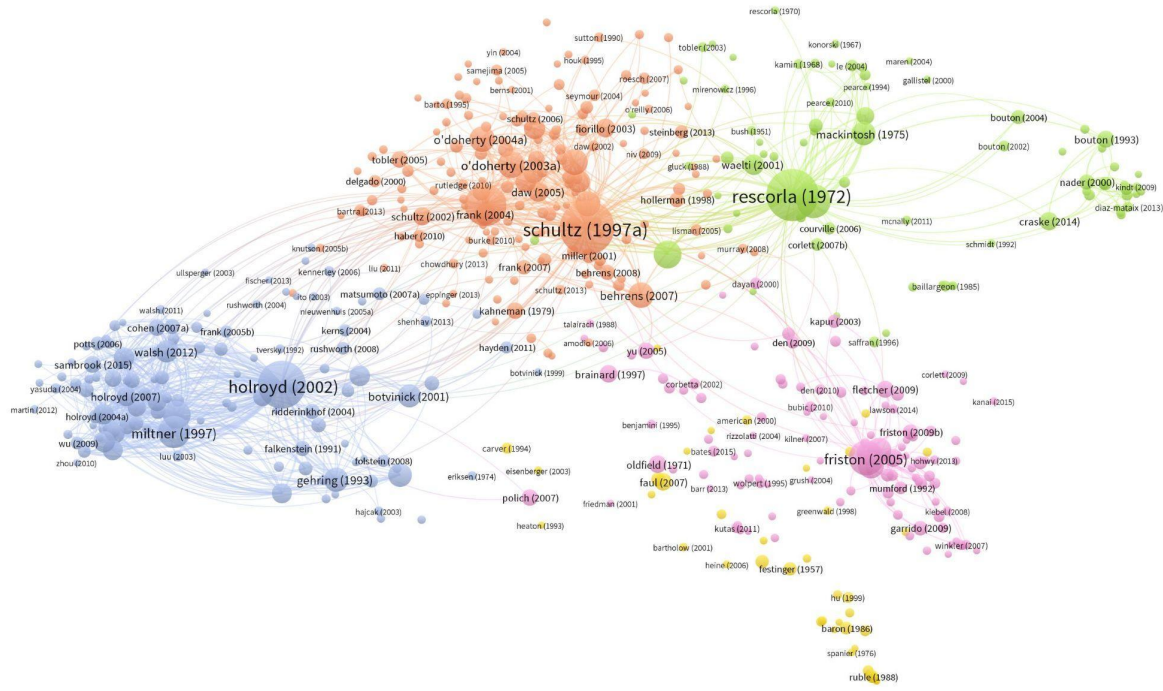 rescorla (1970)
sutton (1990)
konorski (1967)
tobler (2003)
yin (2004)
houk (1995)
kamin (1968)
le (2004)
maren (2004)
samejima (2005)
roesch (2007)
gallistel (2000)
berns (2001)
mirenowicz (1996)
pearce (1994)
seymour (2004)
barto (1995)
pearce (2010)
o'reilly (2006)
schultz (2006)
bouton (2004)
fiorillo (2003)
steinberg (2013)
bush (1951)
mackintosh (1975)
o'doherty (2004a)
bouton (1993)
daw (2002)
bouton (2002)
niv (2009)
tobler (2005)
o'doherty (2003a)
gluck (1988)
waelti (2001)
delgado (2000)
rutledge (2010)
nader (2000)
kindt (2009)
daw (2005)
rescorla (1972)
hollerman (1998)
diaz-mataix (2013)
bartra (2013)
schultz (2002)
frank (2004)
craske (2014)
mcnally (2011)
schultz (1997a)
courville (2006)
lisman (2005)
haber (2010)
burke (2010)
schmidt (1992)
corlett (2007b)
knutson (2005b)
murray (2008)
miller (2001)
chowdhury (2013)
liu (2011)
frank (2007)
ullsperger (2003)
kennerley (2006)
behrens (2008)
fischer (2013)
dayan (2000)
baillargeon (1985)
schultz (2013)
matsumoto (2007a)
eppinger (2013)
behrens (2007)
ito (2003)
rushworth (2004)
walsh (2011)
nieuwenhuis (2005a)
kahneman (1979)
shenhav (2013)
kapur (2003)
talairach (1988)
cohen (2007a)
frank (2005b)
kerns (2004)
potts (2006)
den (2009)
saffran (1996)
amodio (2006)
hayden (2011)
tversky (1992)
rushworth (2008)
walsh (2012)
yu (2005)
sambrook (2015)
botvinick (1999)
brainard (1997)
corlett (2009)
yasuda (2004)
holroyd (2002)
corbetta (2002)
den (2010)
fletcher (2009)
holroyd (2007)
botvinick (2001)
kanai (2015)
martin (2012)
bubic (2010)
lawson (2014)
holroyd (2004a)
ridderinkhof (2004)
american (2000)
benjamini (1995)
miltner (1997)
friston (2009b)
rizzolatti (2004)
kilner (2007)
wu (2009)
falkenstein (1991)
carver (1994)
bates (2015)
luu (2003)
friston (2005)
hohwy (2013)
zhou (2010)
folstein (2008)
oldfield (1971)
eisenberger (2003)
eriksen (1974)
gehring (1993)
faul (2007)
wolpert (1995)
grush (2004)
barr (2013)
mumford (1992)
polich (2007)
friedman (2001)
hajcak (2003)
greenwald (1998)
kiebel (2008)
heaton (1993)
kutas (2011)
garrido (2009)
bartholow (2001)
winkler (2007)
heine (2006)
festinger (1957)
hu (1999)
baron (1986)
spanier (1976)
ruble (1988)